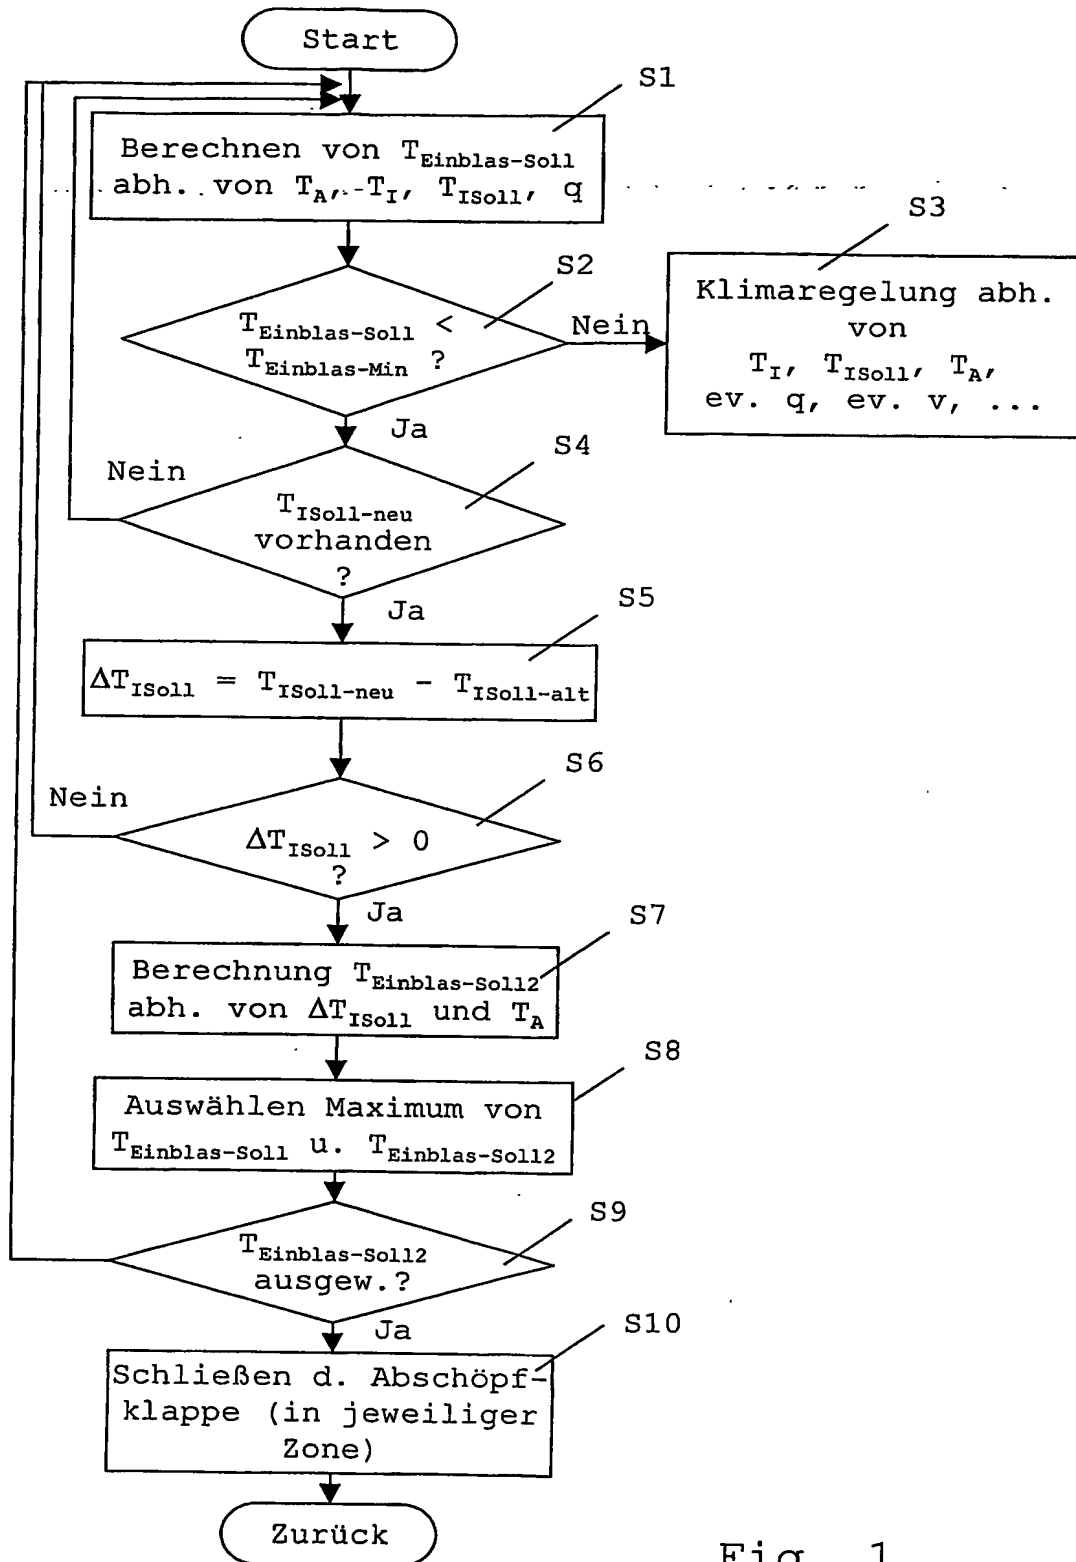 Start
S1
Berechnen von T_Einblas-Soll
abh. von T_A, T_I, T_ISoll, q
S2
T_Einblas-Soll <
T_Einblas-Min ?
Nein
S3
Klimaregelung abh.
von
T_I, T_ISoll, T_A,
ev. q, ev. v, ...
Ja
S4
Nein
T_ISoll-neu
vorhanden
?
Ja
S5
ΔT_ISoll = T_ISoll-neu - T_ISoll-alt
S6
Nein
ΔT_ISoll > 0
?
Ja
S7
Berechnung T_Einblas-Soll2
abh. von ΔT_ISoll und T_A
S8
Auswählen Maximum von
T_Einblas-Soll u. T_Einblas-Soll2
S9
T_Einblas-Soll2
ausgew.?
Ja
S10
Schließen d. Abschöpf-
klappe (in jeweiliger
Zone)
Zurück
Fig. 1